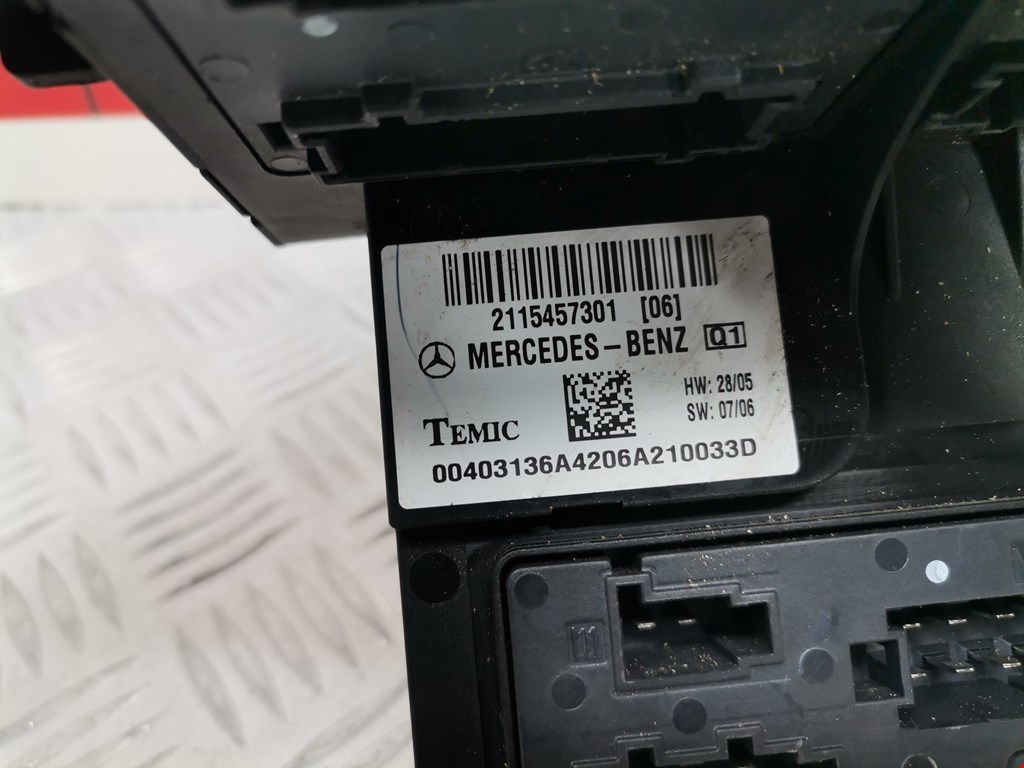 2115457301 [06]
MERCEDES-BENZ Q1
HW: 28/05
SW: 07/06
TEMIC
00403136A4206A210033D